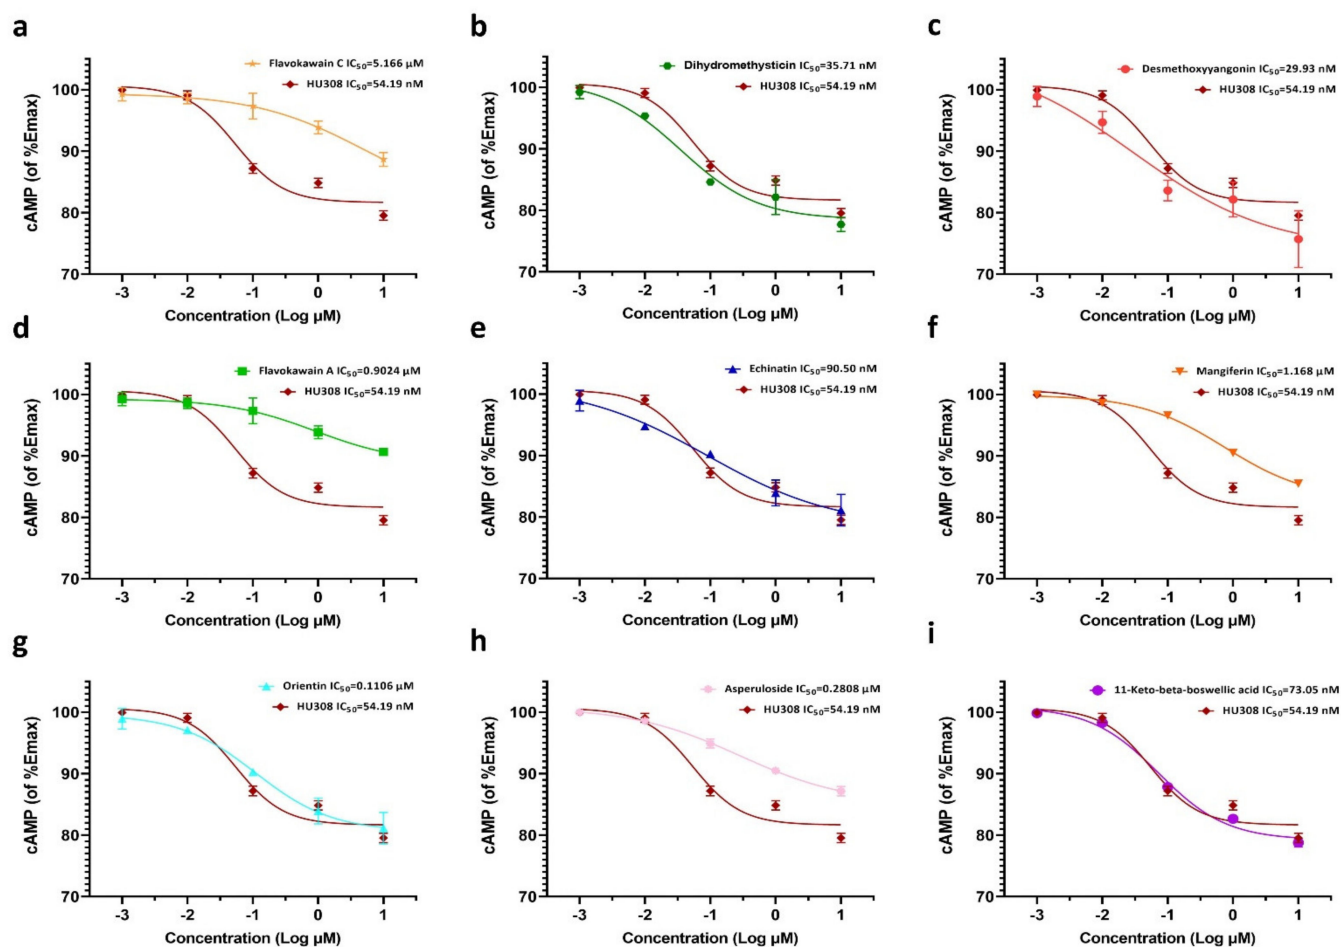 a
Flavokawain C IC50=5.166 μM
HU308 IC50=54.19 nM
cAMP (of %Emax)
100
90
80
70
-3 -2 -1 0 1
Concentration (Log μM)
b
Dihydromethysticin IC50=35.71 nM
HU308 IC50=54.19 nM
cAMP (of %Emax)
100
90
80
70
-3 -2 -1 0 1
Concentration (Log μM)
c
Desmethoxyyangonin IC50=29.93 nM
HU308 IC50=54.19 nM
cAMP (of %Emax)
100
90
80
70
-3 -2 -1 0 1
Concentration (Log μM)
d
Flavokawain A IC50=0.9024 μM
HU308 IC50=54.19 nM
cAMP (of %Emax)
100
90
80
70
-3 -2 -1 0 1
Concentration (Log μM)
e
Echinatin IC50=90.50 nM
HU308 IC50=54.19 nM
cAMP (of %Emax)
100
90
80
70
-3 -2 -1 0 1
Concentration (Log μM)
f
Mangiferin IC50=1.168 μM
HU308 IC50=54.19 nM
cAMP (of %Emax)
100
90
80
70
-3 -2 -1 0 1
Concentration (Log μM)
g
Orientin IC50=0.1106 μM
HU308 IC50=54.19 nM
cAMP (of %Emax)
100
90
80
70
-3 -2 -1 0 1
Concentration (Log μM)
h
Asperuloside IC50=0.2808 μM
HU308 IC50=54.19 nM
cAMP (of %Emax)
100
90
80
70
-3 -2 -1 0 1
Concentration (Log μM)
i
11-Keto-beta-boswellic acid IC50=73.05 nM
HU308 IC50=54.19 nM
cAMP (of %Emax)
100
90
80
70
-3 -2 -1 0 1
Concentration (Log μM)